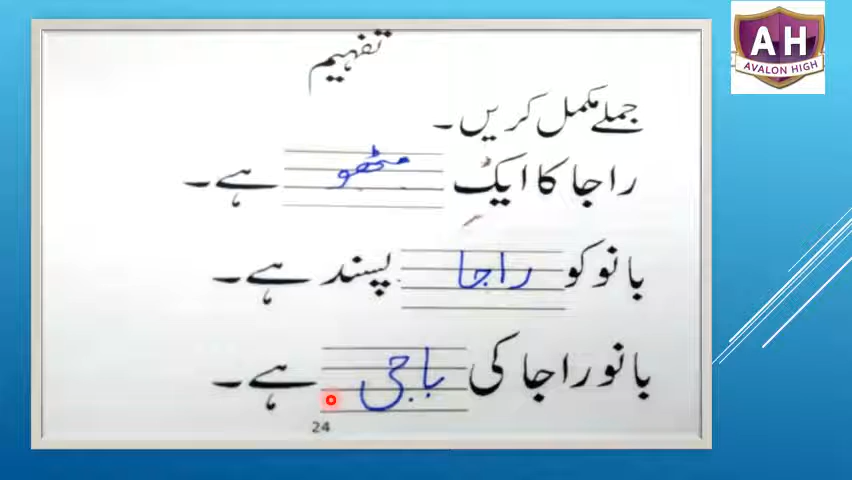 AH
AVALON HIGH
تفہیم
جملے مکمل کریں۔
راجا کا ایک مٹھو ہے۔
بانو کو راجا پسند ہے۔
بانو راجا کی باجی ہے۔
24